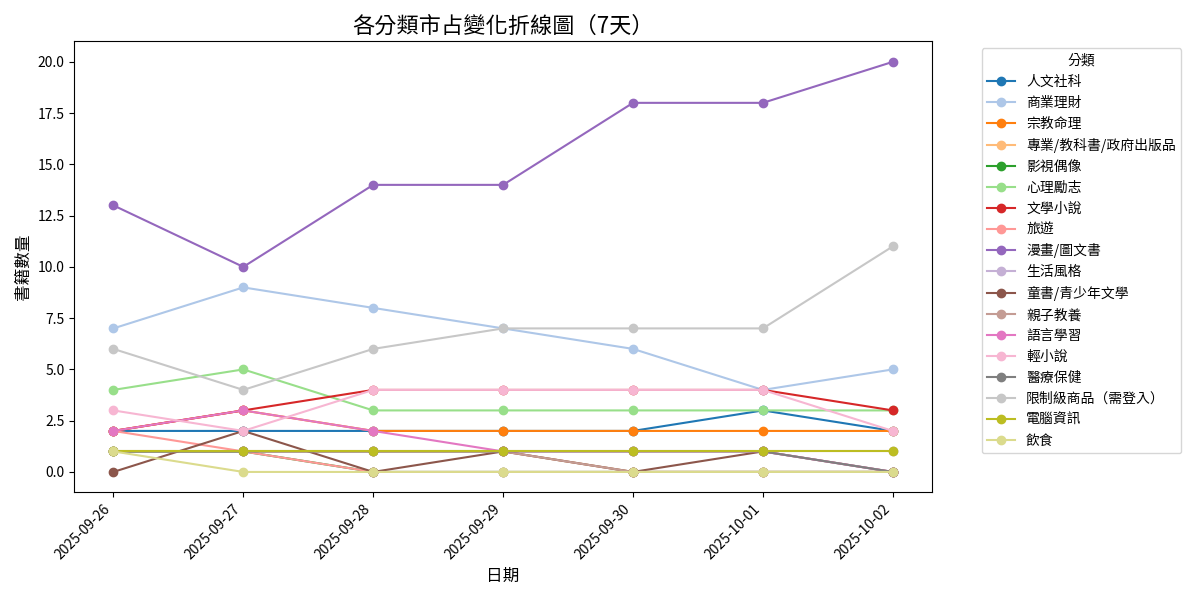 各分類市占變化折線圖（7天）
書籍數量
20.0
17.5
15.0
12.5
10.0
7.5
5.0
2.5
0.0
2025-09-26
2025-09-27
2025-09-28
2025-09-29
2025-09-30
2025-10-01
2025-10-02
日期
分類
人文社科
商業理財
宗教命理
專業/教科書/政府出版品
影視偶像
心理勵志
文學小說
旅遊
漫畫/圖文書
生活風格
童書/青少年文學
親子教養
語言學習
輕小說
醫療保健
限制級商品（需登入）
電腦資訊
飲食